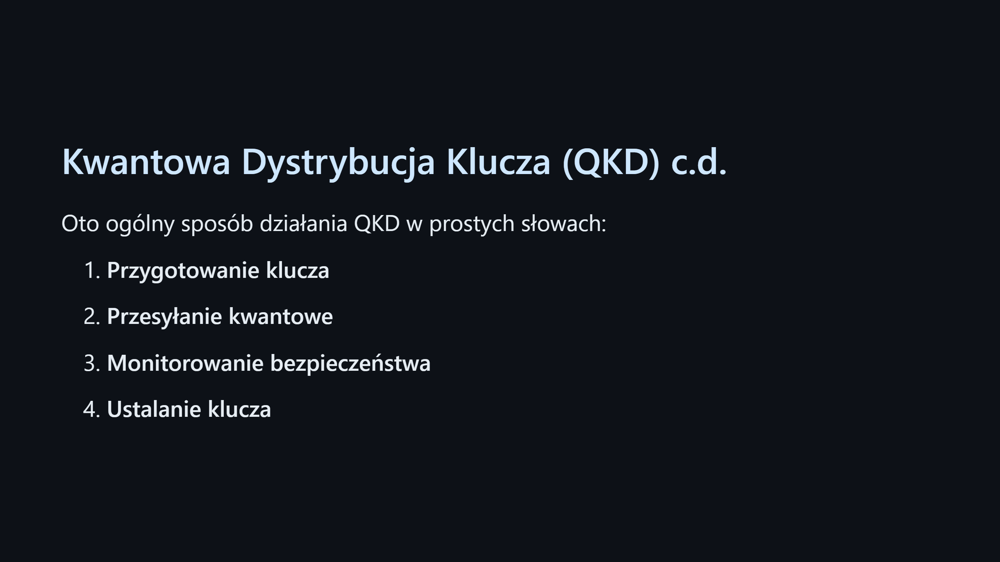 Kwantowa Dystrybucja Klucza (QKD) c.d.
Oto ogólny sposób działania QKD w prostych słowach:
1. Przygotowanie klucza
2. Przesyłanie kwantowe
3. Monitorowanie bezpieczeństwa
4. Ustalanie klucza